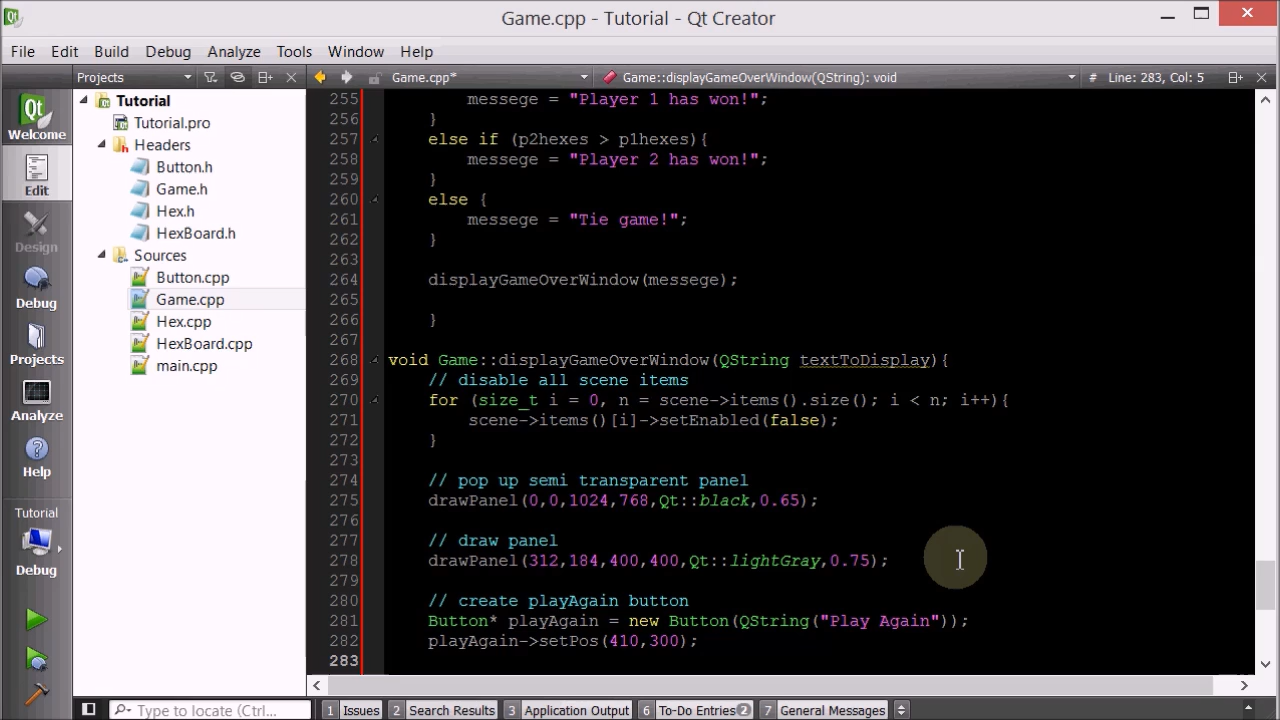 Game.cpp - Tutorial - Qt Creator
File Edit Build Debug Analyze Tools Window Help
Projects Game.cpp* Game::displayGameOverWindow(QString): void # Line: 283, Col: 5
Qt
Welcome
Edit
Design
Debug
Projects
Analyze
Help
Tutorial
Debug
Tutorial
Tutorial.pro
Headers
Button.h
Game.h
Hex.h
HexBoard.h
Sources
Button.cpp
Game.cpp
Hex.cpp
HexBoard.cpp
main.cpp
255 messege = "Player 1 has won!";
256 }
257 else if (p2hexes > p1hexes){
258 messege = "Player 2 has won!";
259 }
260 else {
261 messege = "Tie game!";
262 }
263
264 displayGameOverWindow(messege);
265
266 }
267
268 void Game::displayGameOverWindow(QString textToDisplay){
269 // disable all scene items
270 for (size_t i = 0, n = scene->items().size(); i < n; i++){
271 scene->items()[i]->setEnabled(false);
272 }
273
274 // pop up semi transparent panel
275 drawPanel(0,0,1024,768,Qt::black,0.65);
276
277 // draw panel
278 drawPanel(312,184,400,400,Qt::lightGray,0.75);
279
280 // create playAgain button
281 Button* playAgain = new Button(QString("Play Again"));
282 playAgain->setPos(410,300);
283
Type to locate (Ctrl... 1 Issues 2 Search Results 3 Application Output 6 To-Do Entries 2 7 General Messages